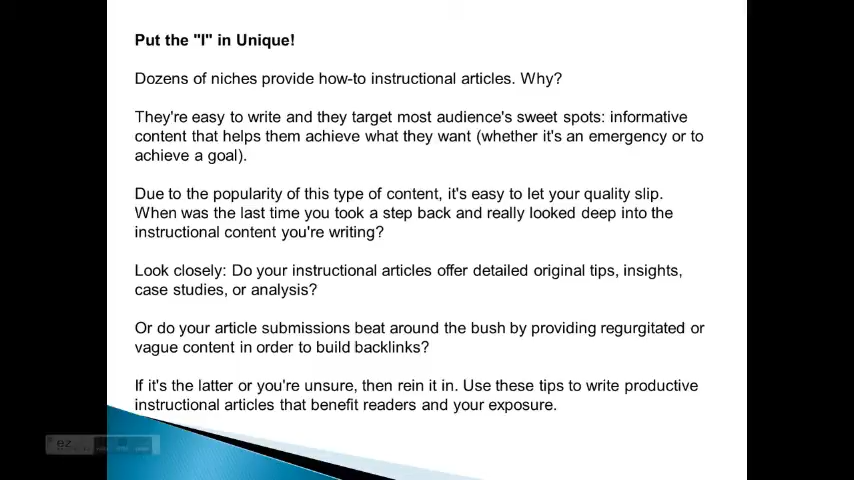 Put the "I" in Unique!
Dozens of niches provide how-to instructional articles. Why?
They're easy to write and they target most audience's sweet spots: informative
content that helps them achieve what they want (whether it's an emergency or to
achieve a goal).
Due to the popularity of this type of content, it's easy to let your quality slip.
When was the last time you took a step back and really looked deep into the
instructional content you're writing?
Look closely: Do your instructional articles offer detailed original tips, insights,
case studies, or analysis?
Or do your article submissions beat around the bush by providing regurgitated or
vague content in order to build backlinks?
If it's the latter or you're unsure, then rein it in. Use these tips to write productive
instructional articles that benefit readers and your exposure.
ez